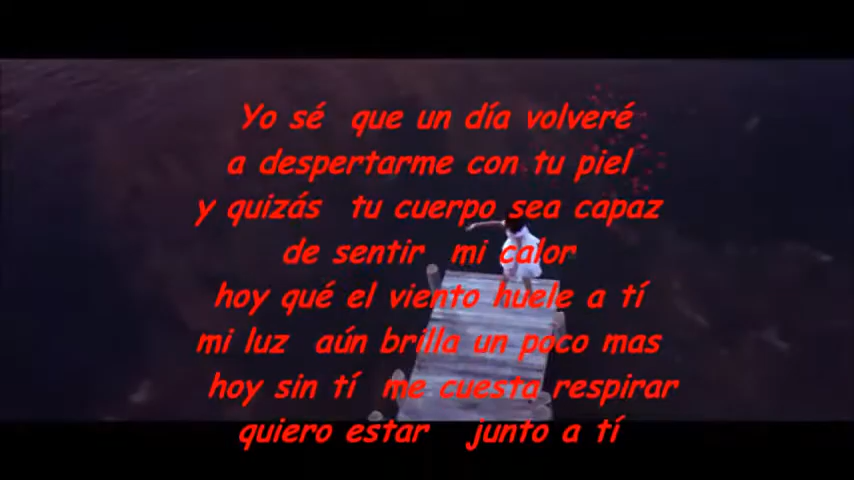 Yo sé que un día volveré
a despertarme con tu piel
y quizás tu cuerpo sea capaz
de sentir mi calor
hoy qué el viento huele a tí
mi luz aún brilla un poco mas
hoy sin tí me cuesta respirar
quiero estar junto a tí